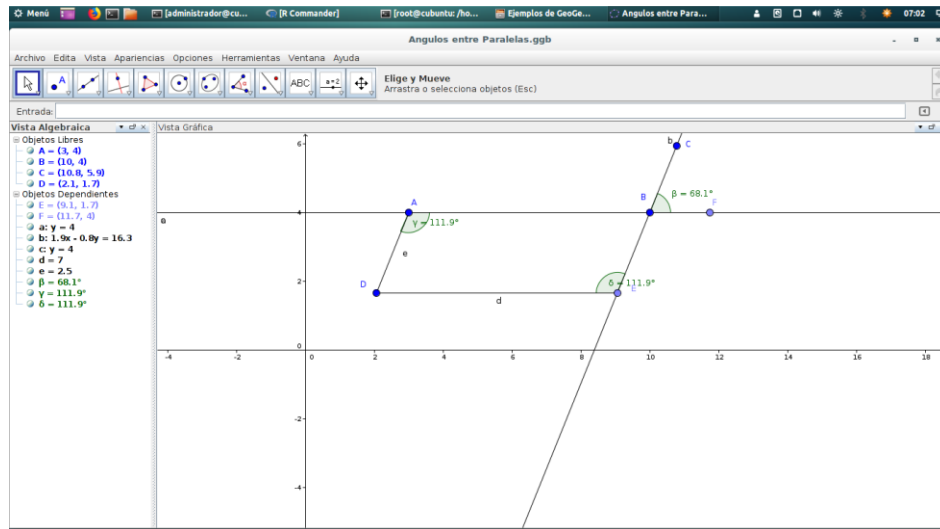 Menú [administrador@cu... [R Commander] [root@cubuntu: /ho... Ejemplos de GeoGe... Angulos entre Para... 07:02
Angulos entre Paralelas.ggb
Archivo Edita Vista Apariencias Opciones Herramientas Ventana Ayuda
A ABC a=2 Elige y Mueve
Arrastra o selecciona objetos (Esc)
Entrada:
Vista Algebraica
Objetos Libres
A = (3, 4)
B = (10, 4)
C = (10.8, 5.9)
D = (2.1, 1.7)
Objetos Dependientes
E = (9.1, 1.7)
F = (11.7, 4)
a: y = 4
b: 1.9x - 0.8y = 16.3
c: y = 4
d = 7
e = 2.5
β = 68.1°
γ = 111.9°
δ = 111.9°
Vista Gráfica
6
b C
A B β = 68.1° F
4
a γ = 111.9°
e
2
D δ = 111.9° E
d
0
-4 -2 0 2 4 6 8 10 12 14 16 18
-2
-4